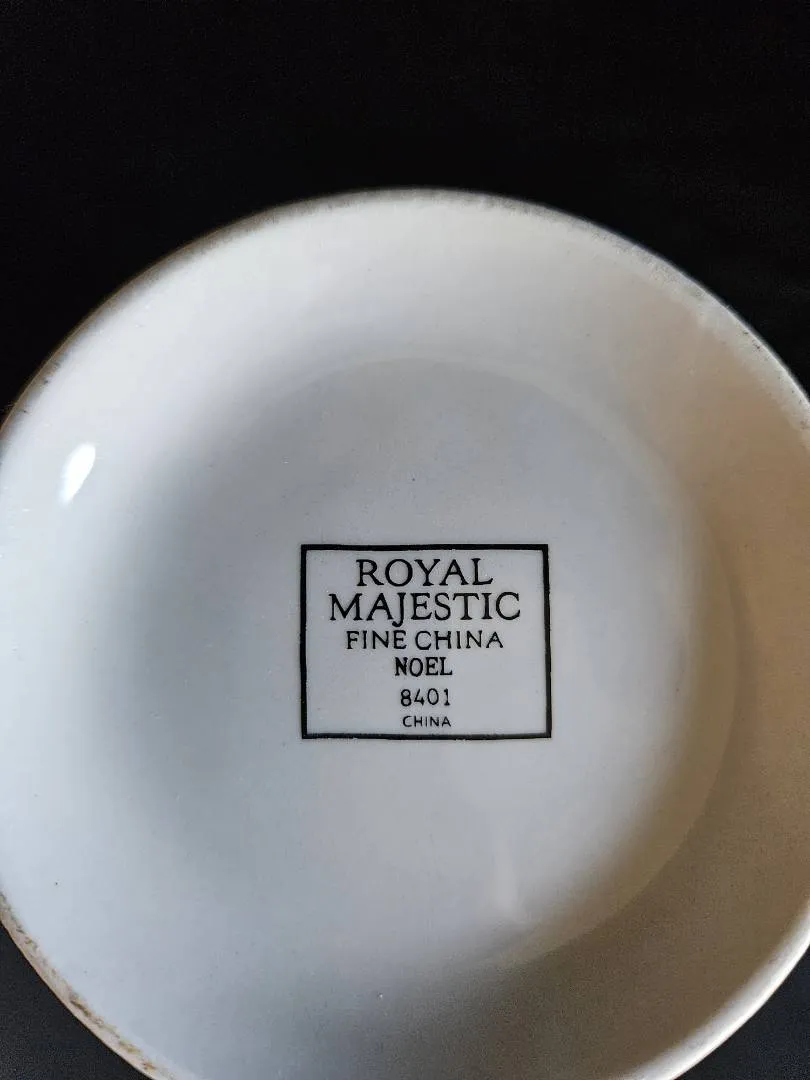 ROYAL
MAJESTIC
FINE CHINA
NOEL
8401
CHINA